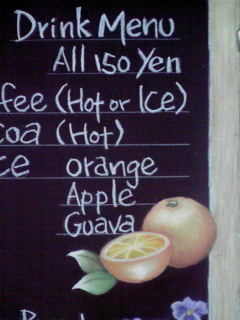 Drink Menu
All 150 Yen
fee (Hot or Ice)
coa (Hot)
ce orange
Apple
Guava